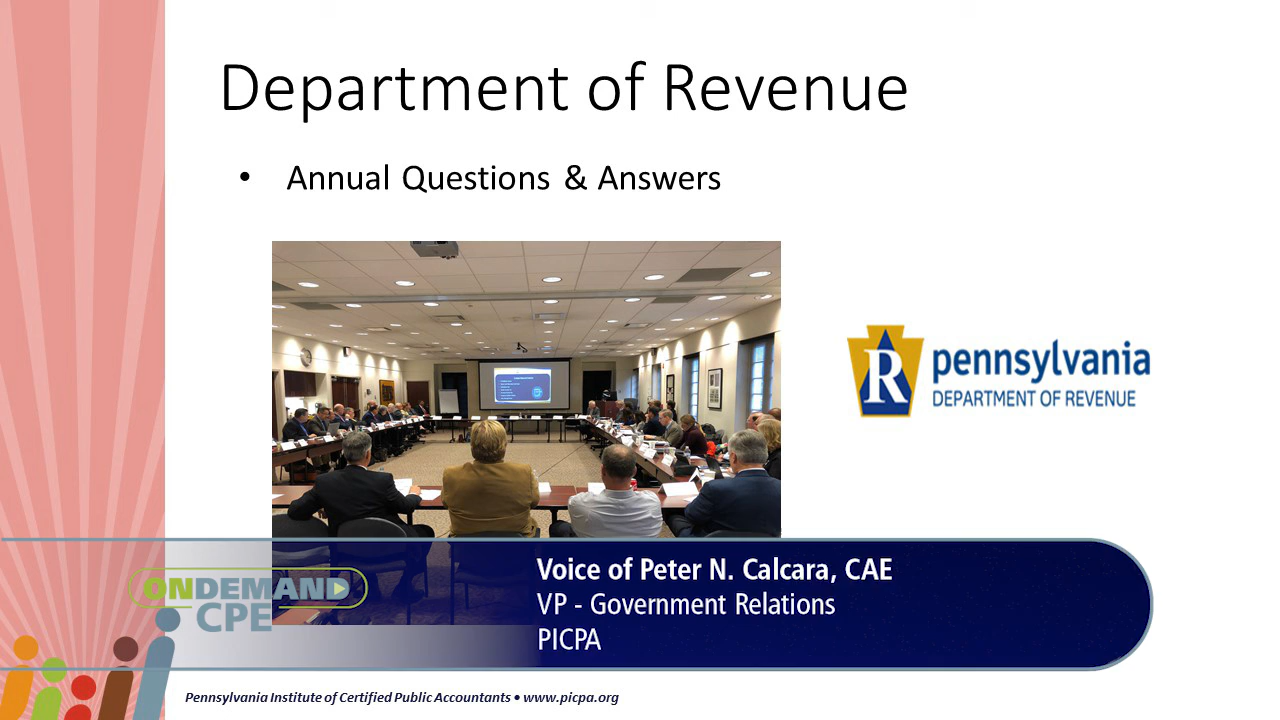 Department of Revenue
• Annual Questions & Answers
R
pennsylvania
DEPARTMENT OF REVENUE
Voice of Peter N. Calcara, CAE
VP - Government Relations
PICPA
ONDEMAND
CPE
Pennsylvania Institute of Certified Public Accountants • www.picpa.org